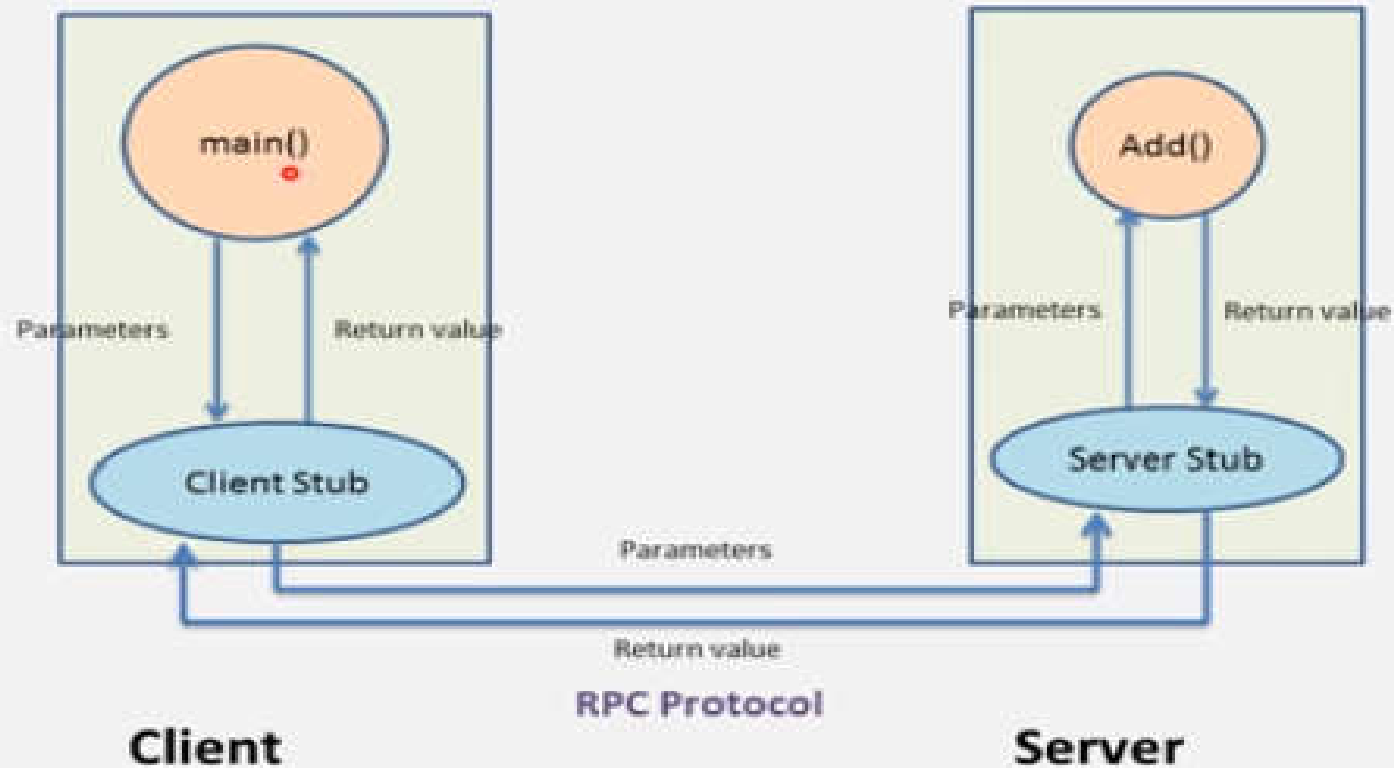 main()
Add()
Parameters
Return value
Parameters
Return value
Client Stub
Server Stub
Parameters
Return value
RPC Protocol
Client
Server